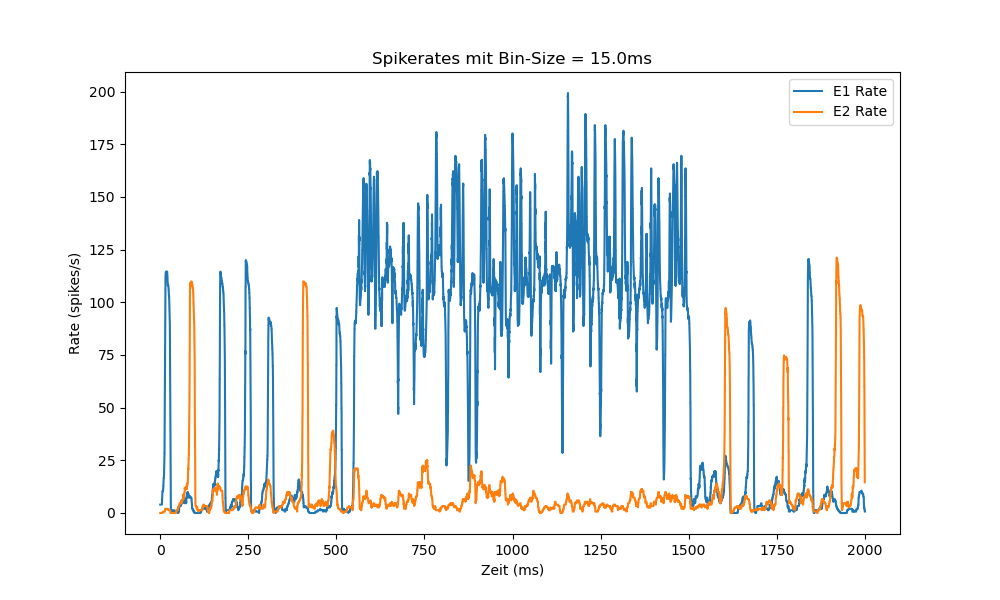 Spikerates mit Bin-Size = 15.0ms
E1 Rate
E2 Rate
Rate (spikes/s)
200
175
150
125
100
75
50
25
0
0 250 500 750 1000 1250 1500 1750 2000
Zeit (ms)